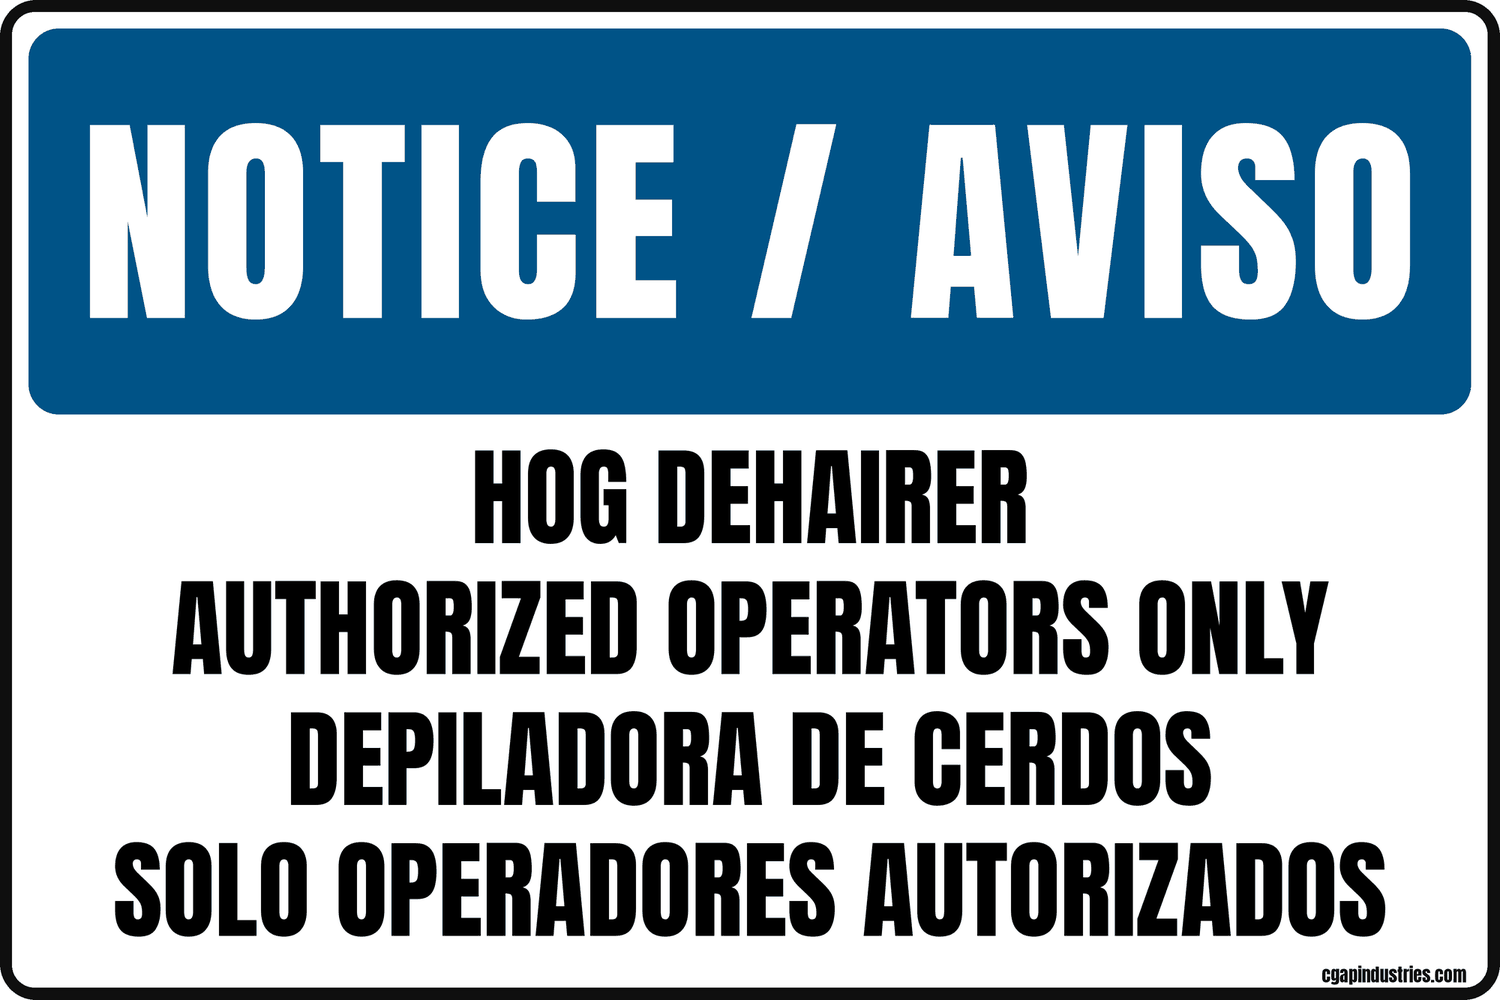 NOTICE / AVISO
HOG DEHAIRER
AUTHORIZED OPERATORS ONLY
DEPILADORA DE CERDOS
SOLO OPERADORES AUTORIZADOS
cgapindustries.com